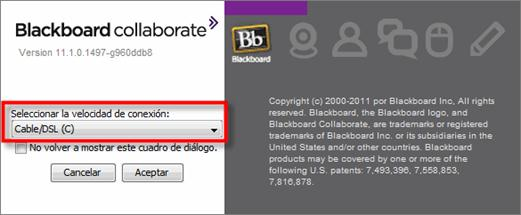 Blackboard collaborate
Version 11.1.0.1497-g960ddb8
Seleccionar la velocidad de conexión:
Cable/DSL (C)
No volver a mostrar este cuadro de diálogo.
Cancelar Aceptar
Bb
Blackboard
Copyright (c) 2000-2011 por Blackboard Inc, All rights
reserved. Blackboard, the Blackboard logo, and
Blackboard Collaborate, are trademarks or registered
trademarks of Blackboard Inc. or its subsidiaries in the
United States and/or other countries. Blackboard
products may be covered by one or more of the
following U.S. patents: 7,493,396, 7,558,853,
7,816,878.